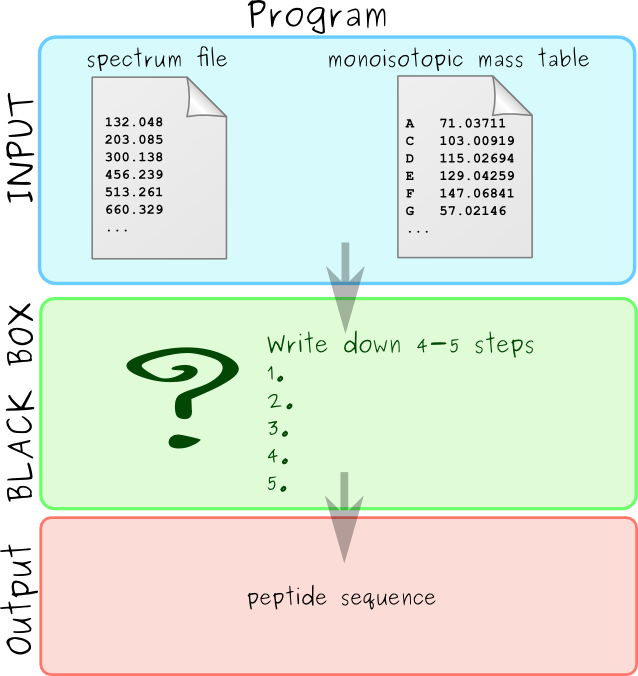 Program
INPUT
spectrum file
132.048
203.085
300.138
456.239
513.261
660.329
...
monoisotopic mass table
A 71.03711
C 103.00919
D 115.02694
E 129.04259
F 147.06841
G 57.02146
...
BLACK BOX
?
Write down 4-5 steps
1.
2.
3.
4.
5.
Output
peptide sequence